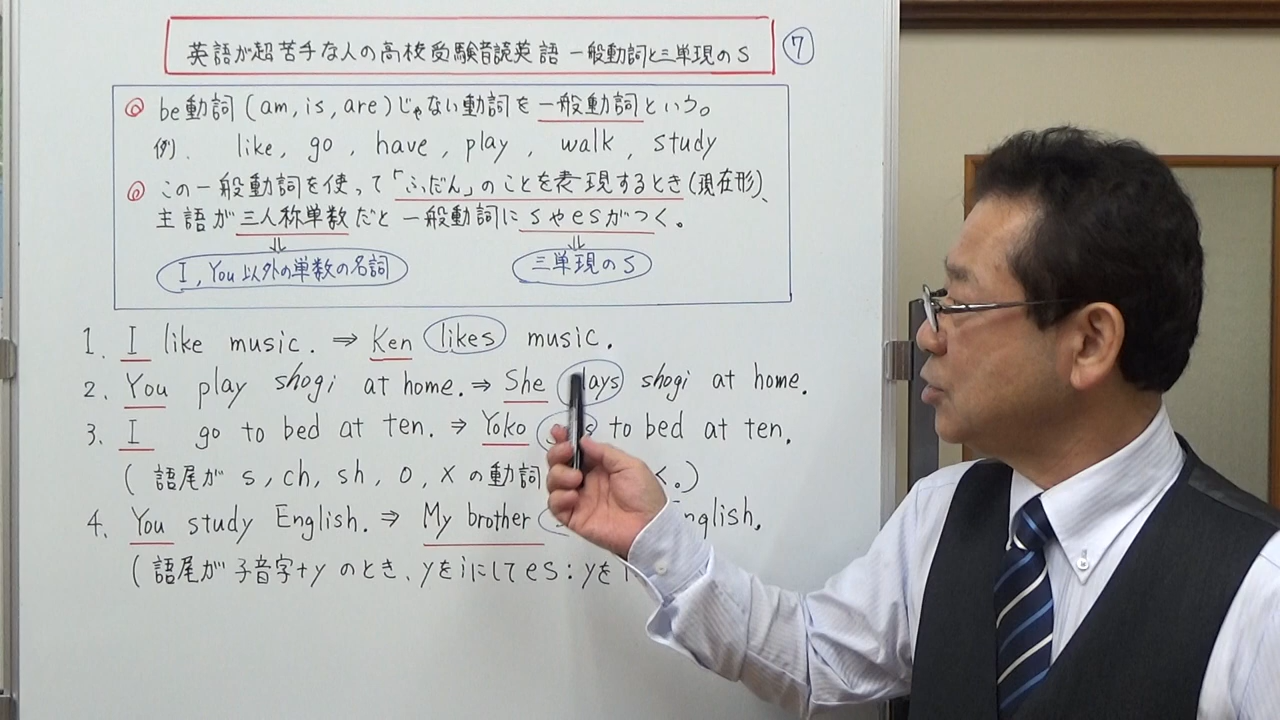 英語が超苦手な人の高校受験音読英語 一般動詞と三単現のS ⑦
◎ be動詞(am, is, are)じゃない動詞を一般動詞という。
例. like, go, have, play, walk, study
◎ この一般動詞を使って「ふだん」のことを表現するとき(現在形)、
主語が三人称単数だと一般動詞にsやesがつく。
⇓ ⇓
I, You以外の単数の名詞 三単現のS
1. I like music. ⇒ Ken likes music.
2. You play shogi at home. ⇒ She lays shogi at home.
3. I go to bed at ten. ⇒ Yoko s to bed at ten.
(語尾が s, ch, sh, o, x の動詞 く。)
4. You study English. ⇒ My brother nglish.
(語尾が子音字+yのとき、yをiにしてes:yを